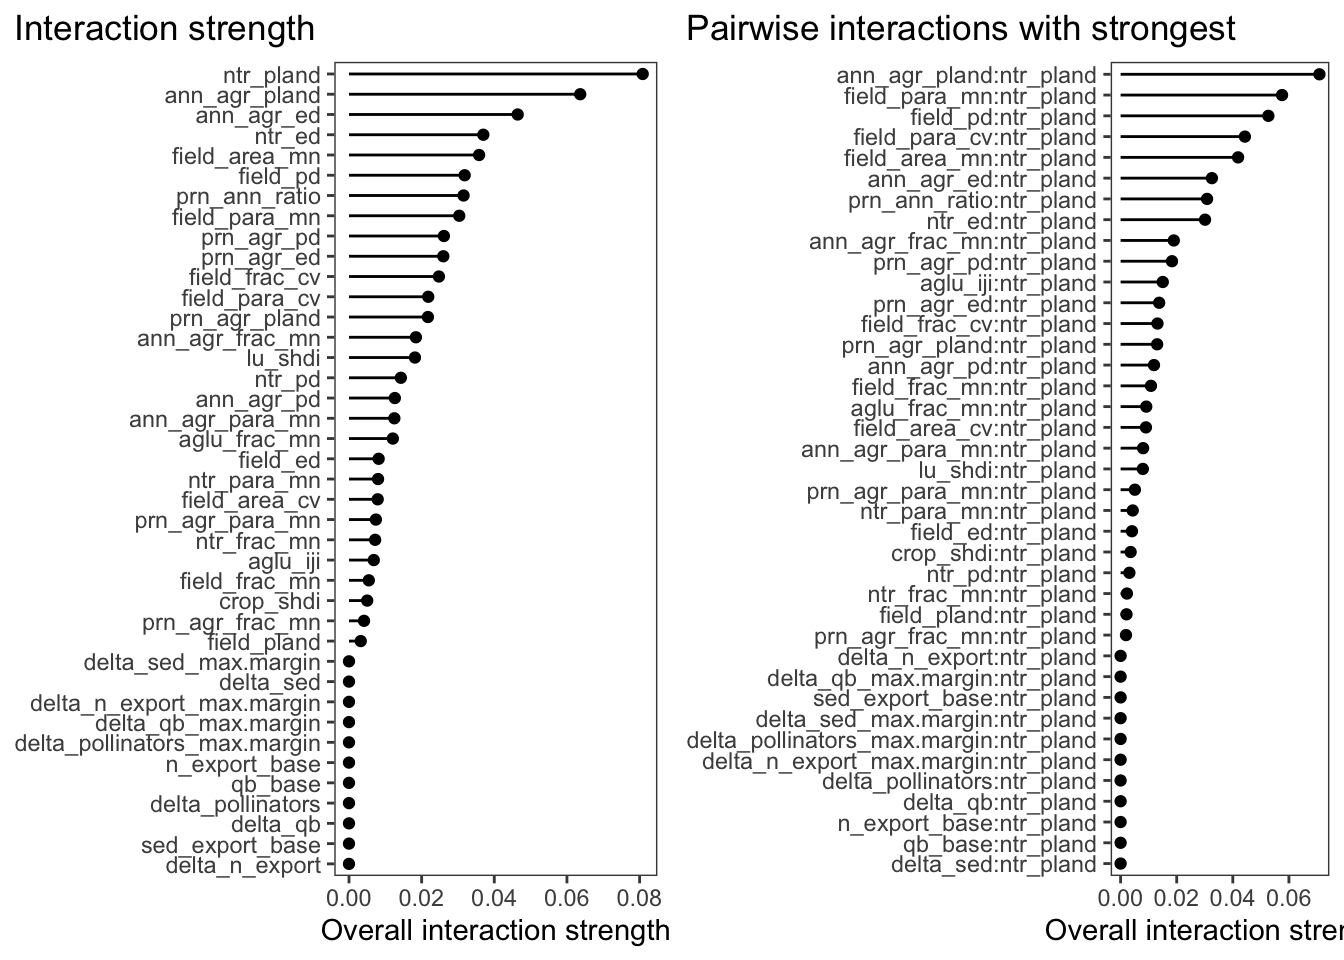 Interaction strength
ntr_pland
ann_agr_pland
ann_agr_ed
ntr_ed
field_area_mn
field_pd
prn_ann_ratio
field_para_mn
prn_agr_pd
prn_agr_ed
field_frac_cv
field_para_cv
prn_agr_pland
ann_agr_frac_mn
lu_shdi
ntr_pd
ann_agr_pd
ann_agr_para_mn
aglu_frac_mn
field_ed
ntr_para_mn
field_area_cv
prn_agr_para_mn
ntr_frac_mn
aglu_iji
field_frac_mn
crop_shdi
prn_agr_frac_mn
field_pland
delta_sed_max.margin
delta_sed
delta_n_export_max.margin
delta_qb_max.margin
delta_pollinators_max.margin
n_export_base
qb_base
delta_pollinators
delta_qb
sed_export_base
delta_n_export
0.00 0.02 0.04 0.06 0.08
Overall interaction strength
Pairwise interactions with strongest
ann_agr_pland:ntr_pland
field_para_mn:ntr_pland
field_pd:ntr_pland
field_para_cv:ntr_pland
field_area_mn:ntr_pland
ann_agr_ed:ntr_pland
prn_ann_ratio:ntr_pland
ntr_ed:ntr_pland
ann_agr_frac_mn:ntr_pland
prn_agr_pd:ntr_pland
aglu_iji:ntr_pland
prn_agr_ed:ntr_pland
field_frac_cv:ntr_pland
prn_agr_pland:ntr_pland
ann_agr_pd:ntr_pland
field_frac_mn:ntr_pland
aglu_frac_mn:ntr_pland
field_area_cv:ntr_pland
ann_agr_para_mn:ntr_pland
lu_shdi:ntr_pland
prn_agr_para_mn:ntr_pland
ntr_para_mn:ntr_pland
field_ed:ntr_pland
crop_shdi:ntr_pland
ntr_pd:ntr_pland
ntr_frac_mn:ntr_pland
field_pland:ntr_pland
prn_agr_frac_mn:ntr_pland
delta_n_export:ntr_pland
delta_qb_max.margin:ntr_pland
sed_export_base:ntr_pland
delta_sed_max.margin:ntr_pland
delta_pollinators_max.margin:ntr_pland
delta_n_export_max.margin:ntr_pland
delta_pollinators:ntr_pland
delta_qb:ntr_pland
n_export_base:ntr_pland
qb_base:ntr_pland
delta_sed:ntr_pland
0.00 0.02 0.04 0.06
Overall interaction stren